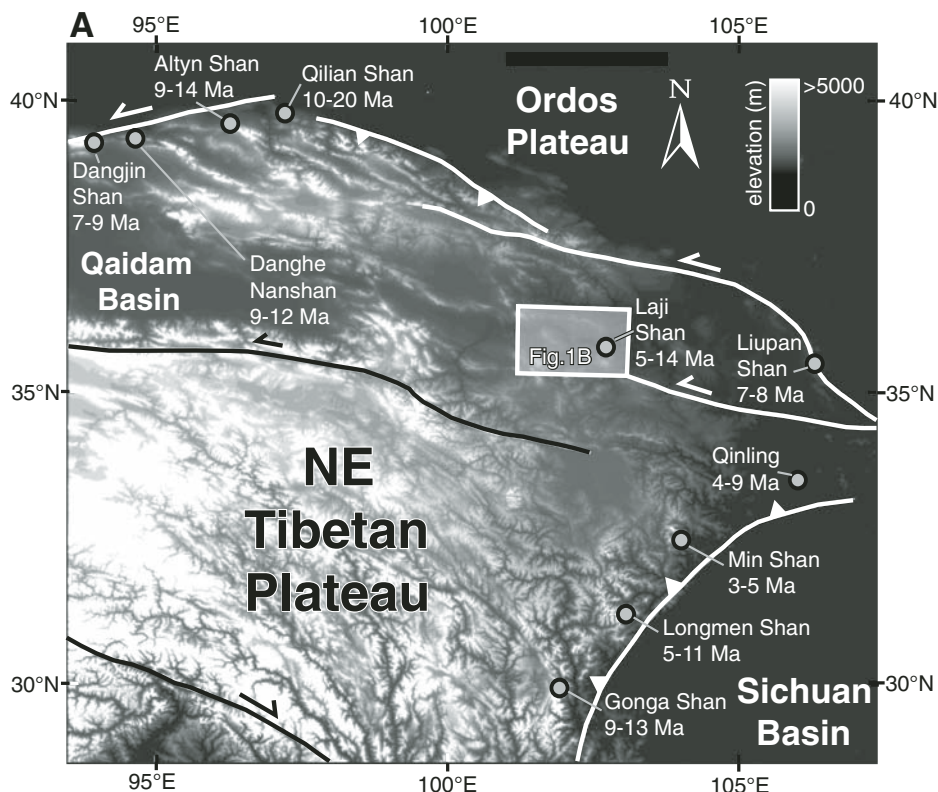 A
95°E
100°E
105°E
Altyn Shan
9-14 Ma
Qilian Shan
10-20 Ma
40°N
Ordos
Plateau
N
elevation (m)
>5000
0
40°N
Dangjin
Shan
7-9 Ma
Qaidam
Basin
Danghe
Nanshan
9-12 Ma
Laji
Shan
5-14 Ma
Fig.1B
Liupan
Shan
7-8 Ma
35°N
35°N
NE
Tibetan
Plateau
Qinling
4-9 Ma
Min Shan
3-5 Ma
Longmen Shan
5-11 Ma
Gonga Shan
9-13 Ma
Sichuan
Basin
30°N
30°N
95°E
100°E
105°E